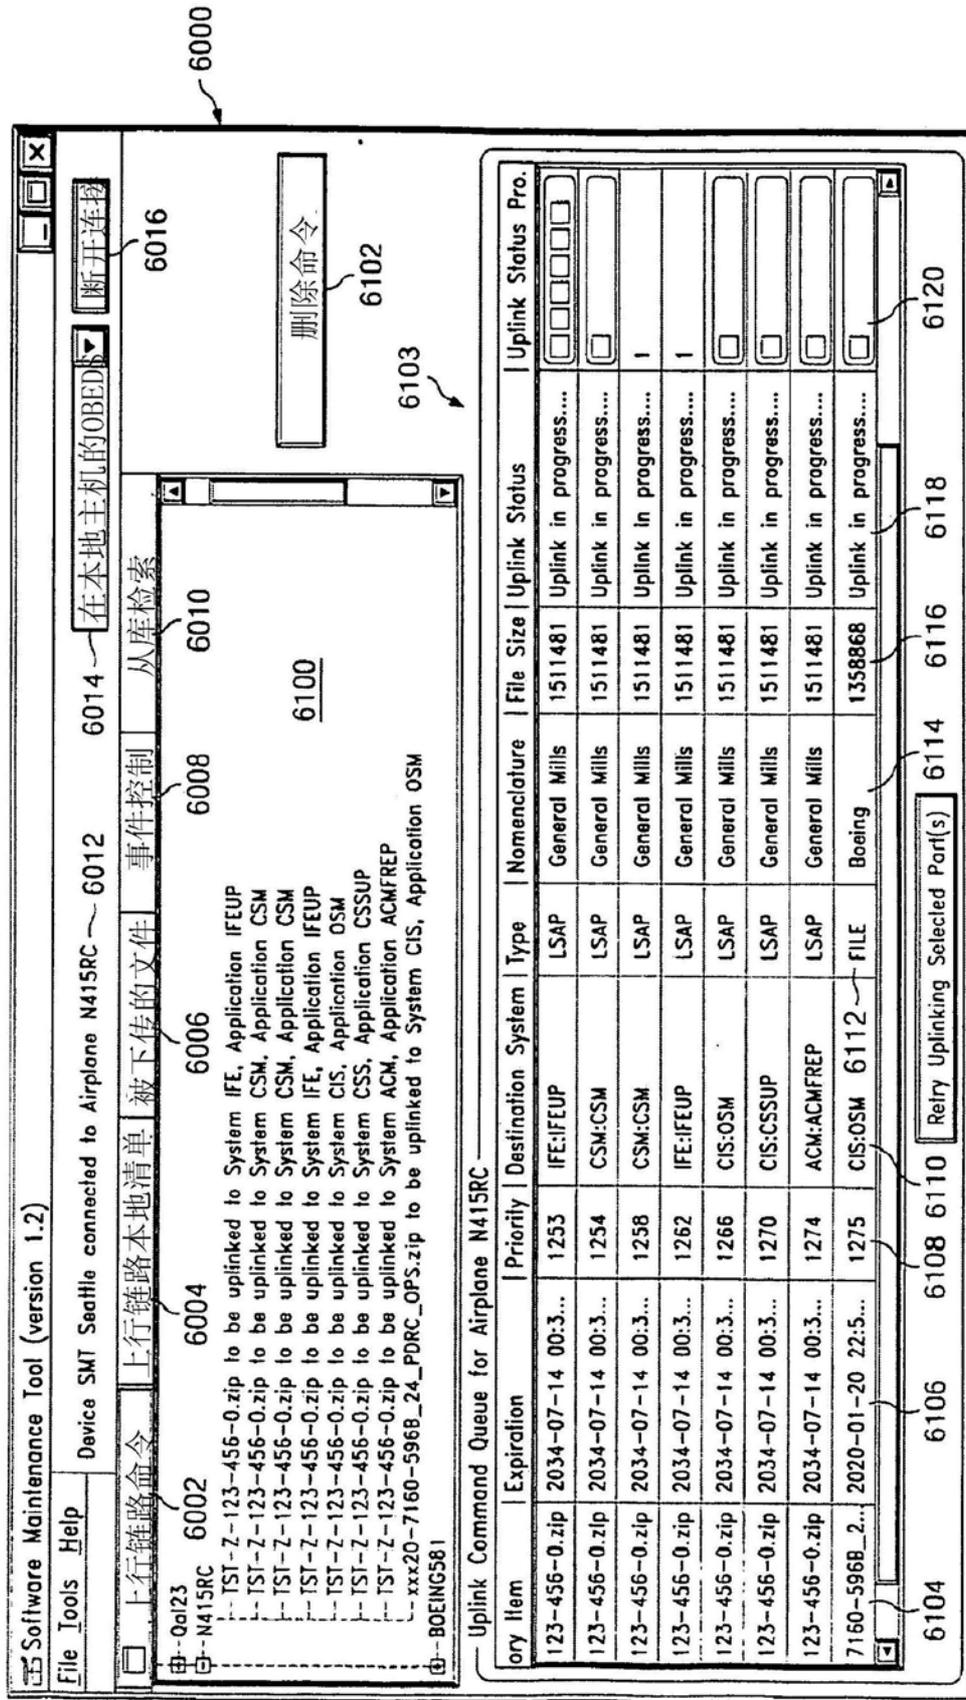 Software Maintenance Tool (version 1.2)
File Tools Help
Device SMT Seattle connected to Airplane N415RC 6012
6014 在本地主机的OBEDS
断开连接
6000
上行链路命令
上行链路本地清单
被下传的文件
事件控制
从库检索
6002
6004
6006
6008
6010
6016
Qal23
N415RC
TST-Z-123-456-0.zip to be uplinked to System IFE, Application IFEUP
TST-Z-123-456-0.zip to be uplinked to System CSM, Application CSM
TST-Z-123-456-0.zip to be uplinked to System CSM, Application CSM
TST-Z-123-456-0.zip to be uplinked to System IFE, Application IFEUP
TST-Z-123-456-0.zip to be uplinked to System CIS, Application OSM
TST-Z-123-456-0.zip to be uplinked to System CSS, Application CSSUP
TST-Z-123-456-0.zip to be uplinked to System ACM, Application ACMFREP
xxx20-7160-596B_24_PDRC_OPS.zip to be uplinked to System CIS, Application OSM
BOEING581
6100
删除命令
6102
6103
Uplink Command Queue for Airplane N415RC
ory Item Expiration Priority Destination System Type Nomenclature File Size Uplink Status Uplink Status Pro.
123-456-0.zip 2034-07-14 00:3... 1253 IFE:IFEUP LSAP General Mills 1511481 Uplink in progress....
123-456-0.zip 2034-07-14 00:3... 1254 CSM:CSM LSAP General Mills 1511481 Uplink in progress....
123-456-0.zip 2034-07-14 00:3... 1258 CSM:CSM LSAP General Mills 1511481 Uplink in progress.... 1
123-456-0.zip 2034-07-14 00:3... 1262 IFE:IFEUP LSAP General Mills 1511481 Uplink in progress.... 1
123-456-0.zip 2034-07-14 00:3... 1266 CIS:OSM LSAP General Mills 1511481 Uplink in progress....
123-456-0.zip 2034-07-14 00:3... 1270 CIS:CSSUP LSAP General Mills 1511481 Uplink in progress....
123-456-0.zip 2034-07-14 00:3... 1274 ACM:ACMFREP LSAP General Mills 1511481 Uplink in progress....
7160-596B_2... 2020-01-20 22:5... 1275 CIS:OSM 6112 FILE Boeing 1358868 Uplink in progress....
Retry Uplinking Selected Part(s)
6104
6106
6108
6110
6114
6116
6118
6120